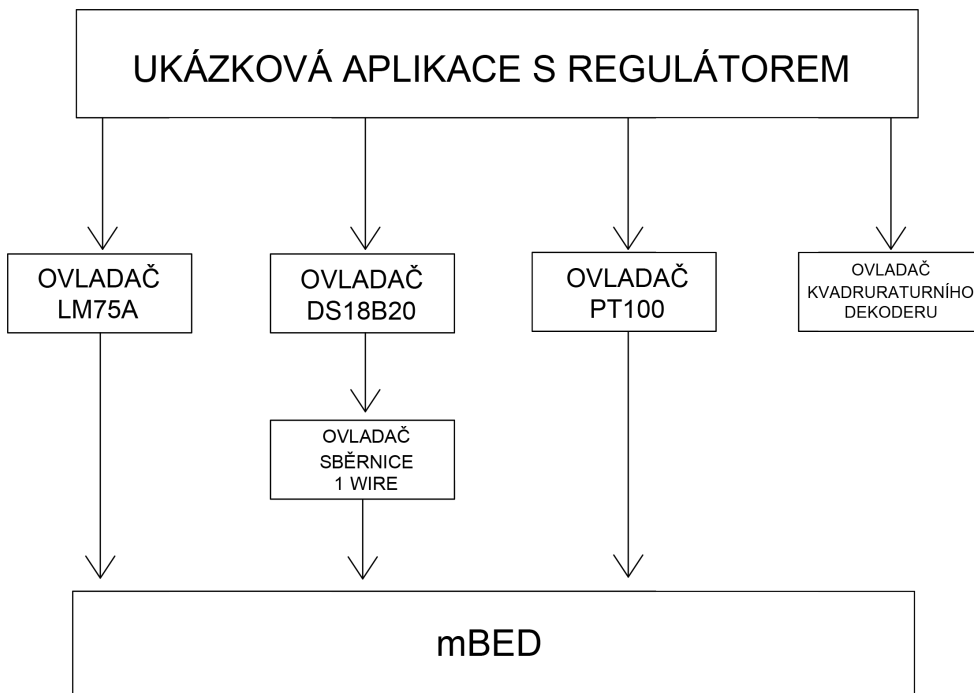 UKÁZKOVÁ APLIKACE S REGULÁTOREM
OVLADAČ
LM75A
OVLADAČ
DS18B20
OVLADAČ
PT100
OVLADAČ
KVADRURATURNÍHO
DEKODERU
OVLADAČ
SBĚRNICE
1 WIRE
mBED